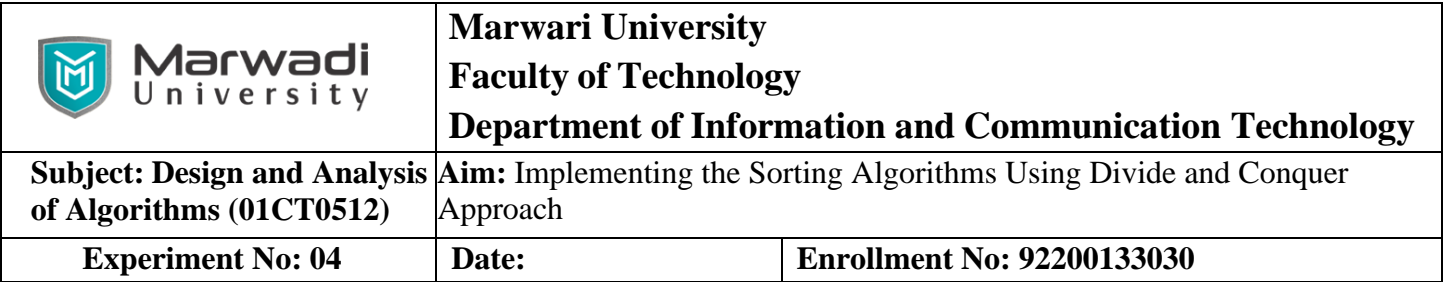 Marwadi
University
Marwari University
Faculty of Technology
Department of Information and Communication Technology
Subject: Design and Analysis
of Algorithms (01CT0512)
Aim: Implementing the Sorting Algorithms Using Divide and Conquer
Approach
Experiment No: 04
Date:
Enrollment No: 92200133030